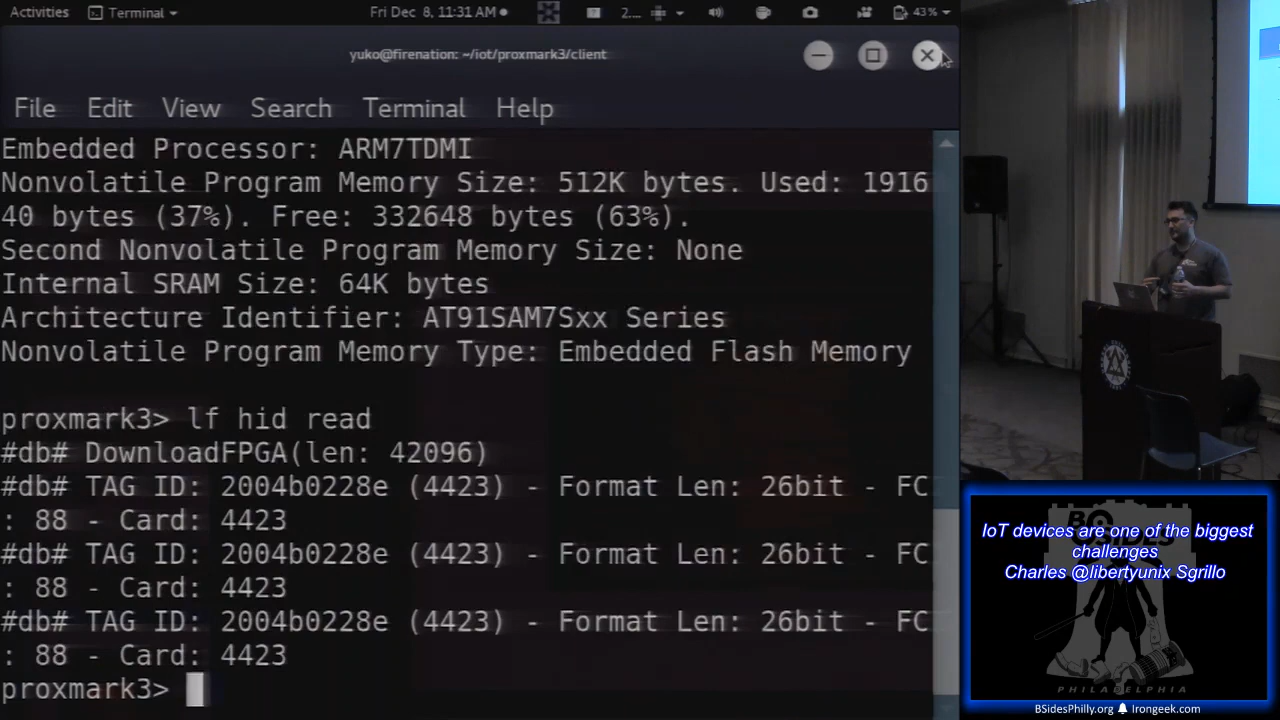 Activities Terminal Fri Dec 8, 11:31 AM 2... 43%
yuko@firenation: ~/iot/proxmark3/client
File Edit View Search Terminal Help
Embedded Processor: ARM7TDMI
Nonvolatile Program Memory Size: 512K bytes. Used: 1916
40 bytes (37%). Free: 332648 bytes (63%).
Second Nonvolatile Program Memory Size: None
Internal SRAM Size: 64K bytes
Architecture Identifier: AT91SAM7Sxx Series
Nonvolatile Program Memory Type: Embedded Flash Memory
proxmark3> lf hid read
#db# DownloadFPGA(len: 42096)
#db# TAG ID: 2004b0228e (4423) - Format Len: 26bit - FC
: 88 - Card: 4423
#db# TAG ID: 2004b0228e (4423) - Format Len: 26bit - FC
: 88 - Card: 4423
#db# TAG ID: 2004b0228e (4423) - Format Len: 26bit - FC
: 88 - Card: 4423
proxmark3>
IoT devices are one of the biggest
challenges
Charles @libertyunix Sgrillo
BSIDES
PHILADELPHIA
BSidesPhilly.org Irongeek.com